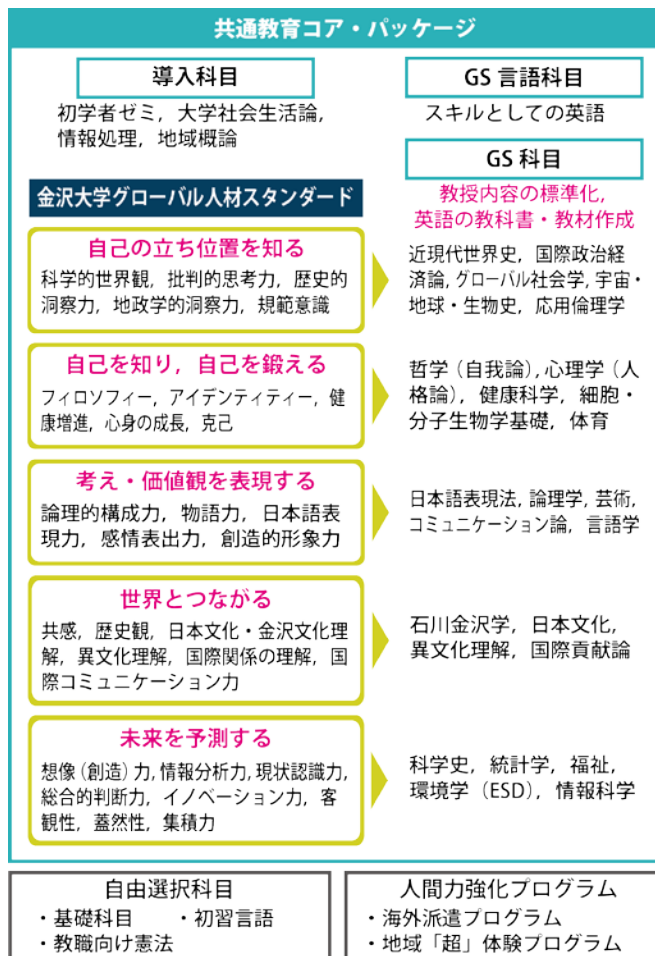 共通教育コア・パッケージ
導入科目
初学者ゼミ，大学社会生活論，
情報処理，地域概論
GS 言語科目
スキルとしての英語
GS 科目
教授内容の標準化，
英語の教科書・教材作成
金沢大学グローバル人材スタンダード
自己の立ち位置を知る
科学的世界観，批判的思考力，歴史的
洞察力，地政学的洞察力，規範意識
近現代世界史，国際政治経
済論，グローバル社会学，宇宙・
地球・生物史，応用倫理学
自己を知り，自己を鍛える
フィロソフィー，アイデンティティー，健
康増進，心身の成長，克己
哲学（自我論），心理学（人
格論），健康科学，細胞・
分子生物学基礎，体育
考え・価値観を表現する
論理的構成力，物語力，日本語表
現力，感情表出力，創造的形象力
日本語表現法，論理学，芸術，
コミュニケーション論，言語学
世界とつながる
共感，歴史観，日本文化・金沢文化理
解，異文化理解，国際関係の理解，国
際コミュニケーション力
石川金沢学，日本文化，
異文化理解，国際貢献論
未来を予測する
想像（創造）力，情報分析力，現状認識力，
総合的判断力，イノベーション力，客
観性，蓋然性，集積力
科学史，統計学，福祉，
環境学（ESD），情報科学
自由選択科目
・基礎科目　・初習言語
・教職向け憲法
人間力強化プログラム
・海外派遣プログラム
・地域「超」体験プログラム